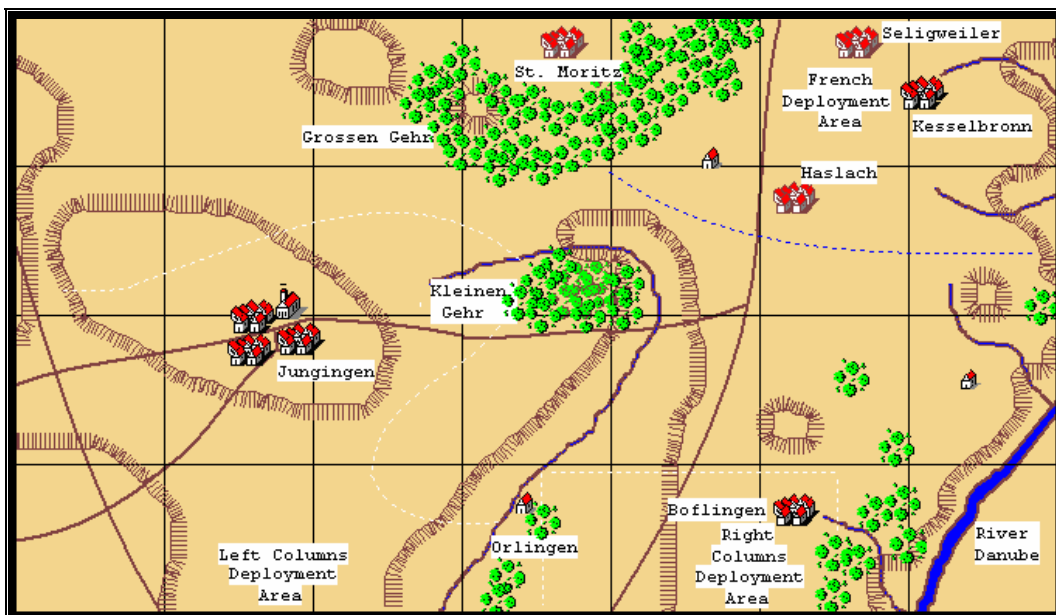 Seligweiler
St. Moritz
French
Deployment
Area
Kesselbronn
Grossen Gehr
Haslach
Kleinen
Gehr
Jungingen
Boflingen
Orlingen
Right
Columns
Deployment
Area
Left Columns
Deployment
Area
River
Danube